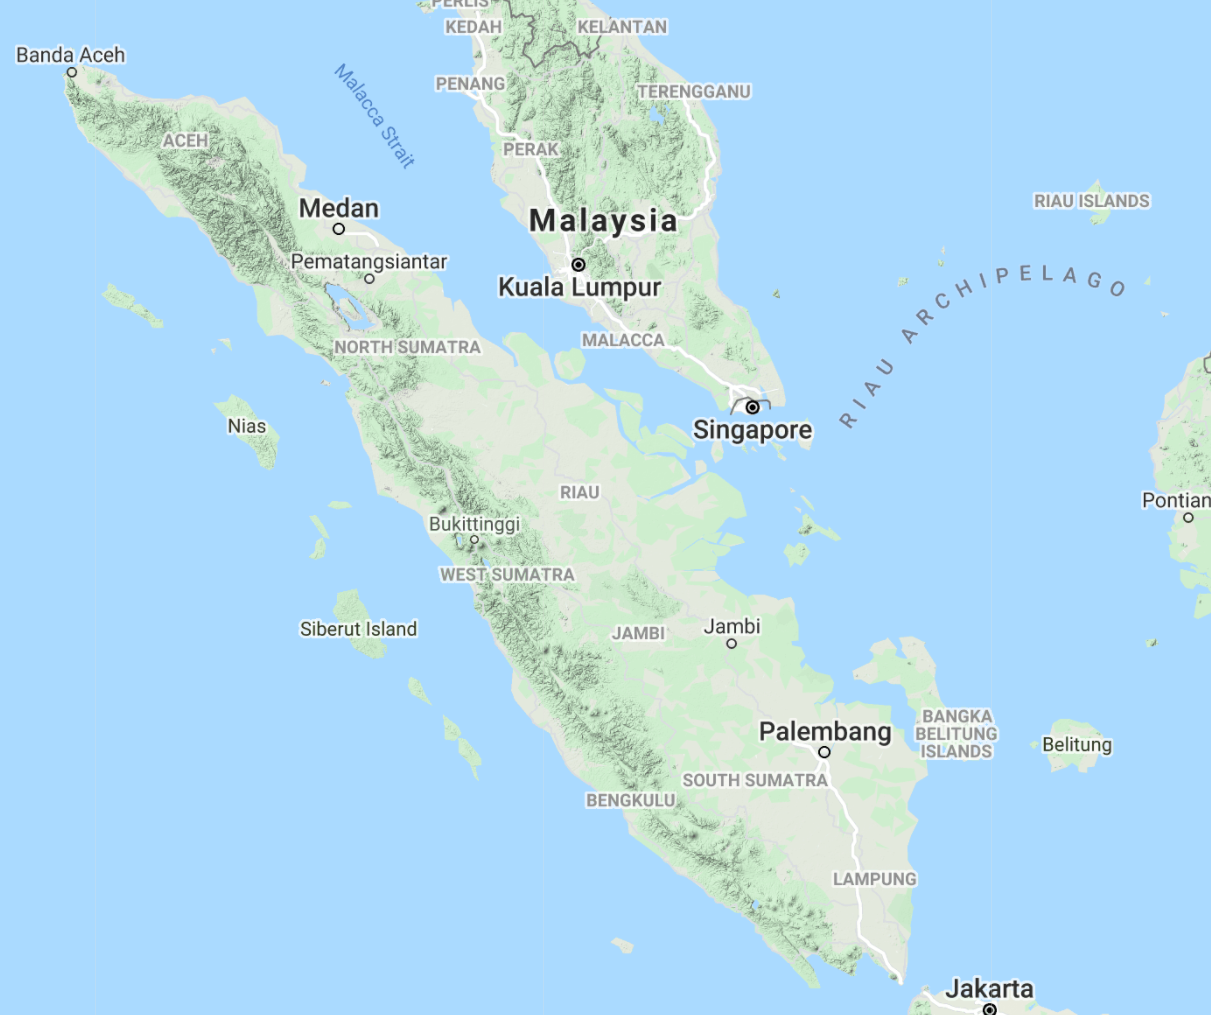 PERLIS
KEDAH
KELANTAN
Banda Aceh
PENANG
TERENGGANU
Malacca Strait
ACEH
PERAK
Medan
Malaysia
RIAU ISLANDS
Pematangsiantar
Kuala Lumpur
RIAU ARCHIPELAGO
MALACCA
NORTH SUMATRA
Nias
Singapore
RIAU
Pontian
Bukittinggi
WEST SUMATRA
Siberut Island
JAMBI
Jambi
BANGKA
BELITUNG
ISLANDS
Palembang
Belitung
SOUTH SUMATRA
BENGKULU
LAMPUNG
Jakarta